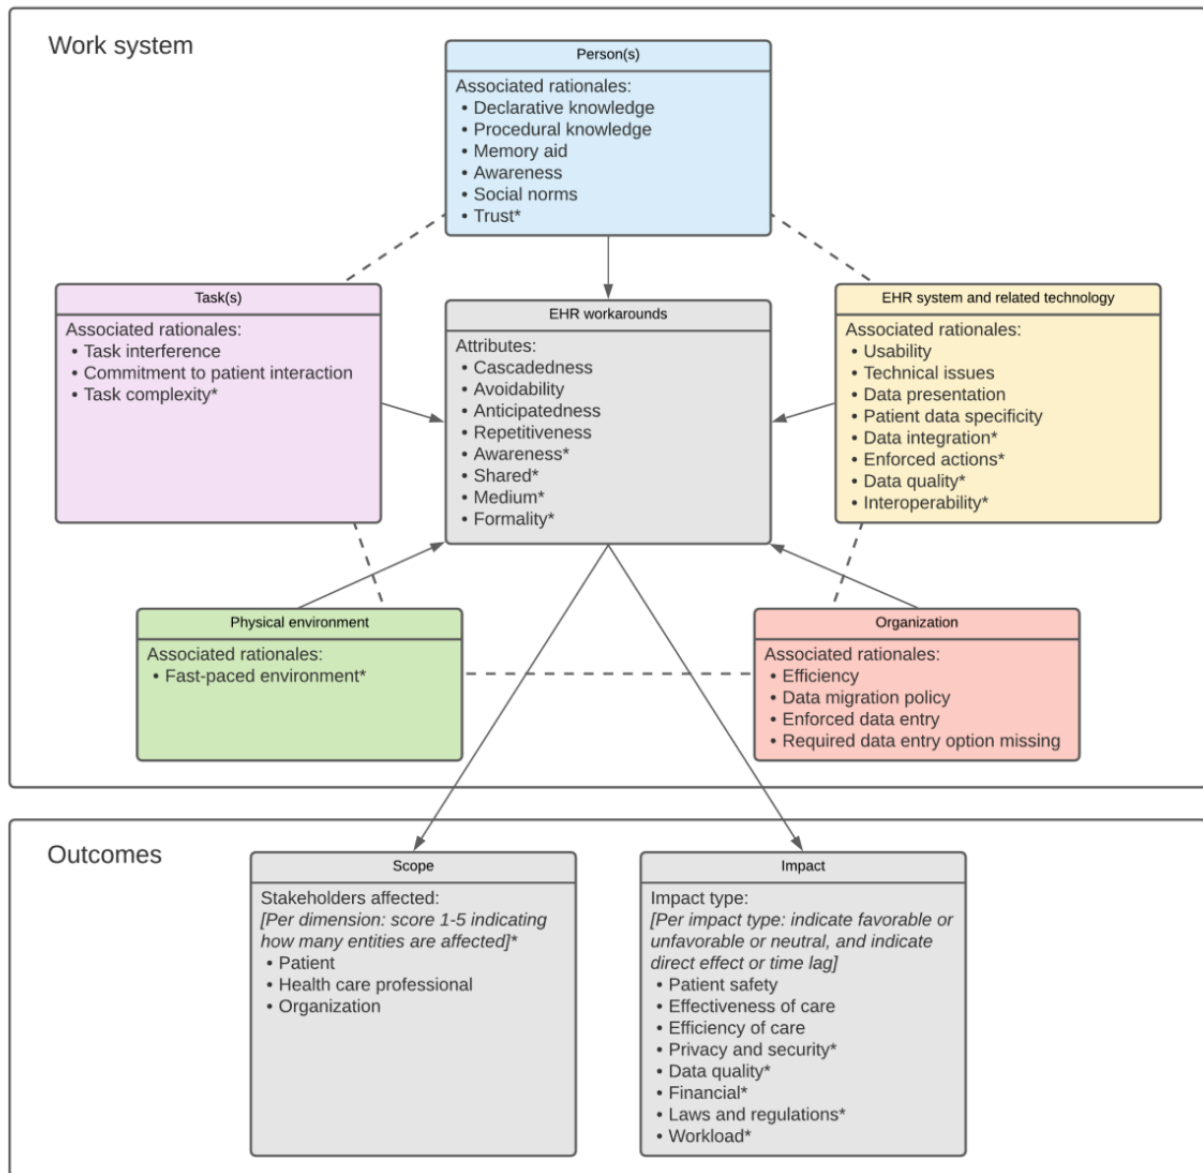 Work system
Person(s)
Associated rationales:
• Declarative knowledge
• Procedural knowledge
• Memory aid
• Awareness
• Social norms
• Trust*
Task(s)
Associated rationales:
• Task interference
• Commitment to patient interaction
• Task complexity*
EHR workarounds
Attributes:
• Cascadedness
• Avoidability
• Anticipatedness
• Repetitiveness
• Awareness*
• Shared*
• Medium*
• Formality*
EHR system and related technology
Associated rationales:
• Usability
• Technical issues
• Data presentation
• Patient data specificity
• Data integration*
• Enforced actions*
• Data quality*
• Interoperability*
Physical environment
Associated rationales:
• Fast-paced environment*
Organization
Associated rationales:
• Efficiency
• Data migration policy
• Enforced data entry
• Required data entry option missing
Outcomes
Scope
Stakeholders affected:
[Per dimension: score 1-5 indicating
how many entities are affected]*
• Patient
• Health care professional
• Organization
Impact
Impact type:
[Per impact type: indicate favorable or
unfavorable or neutral, and indicate
direct effect or time lag]
• Patient safety
• Effectiveness of care
• Efficiency of care
• Privacy and security*
• Data quality*
• Financial*
• Laws and regulations*
• Workload*